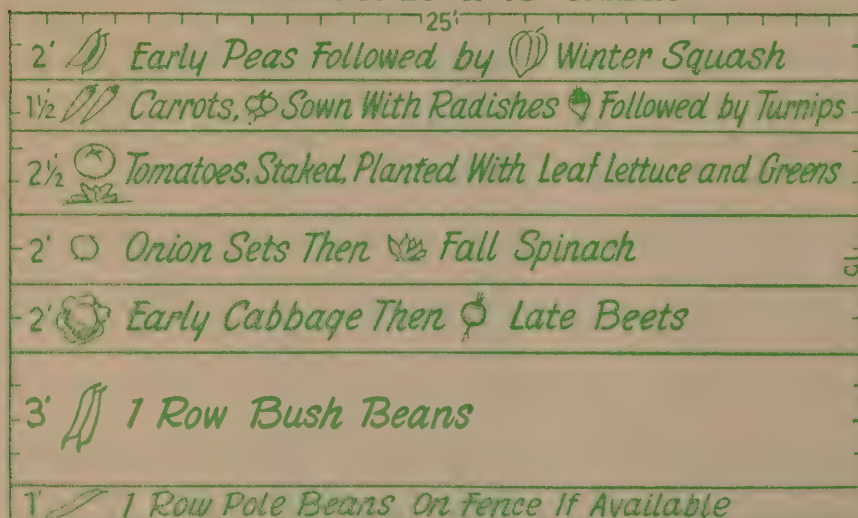 25'
2' Early Peas Followed by Winter Squash
1½ Carrots, Sown With Radishes Followed by Turnips
2½ Tomatoes, Staked, Planted With Leaf Lettuce and Greens
2' Onion Sets Then Fall Spinach
2' Early Cabbage Then Late Beets
3' 1 Row Bush Beans
1' 1 Row Pole Beans On Fence If Available